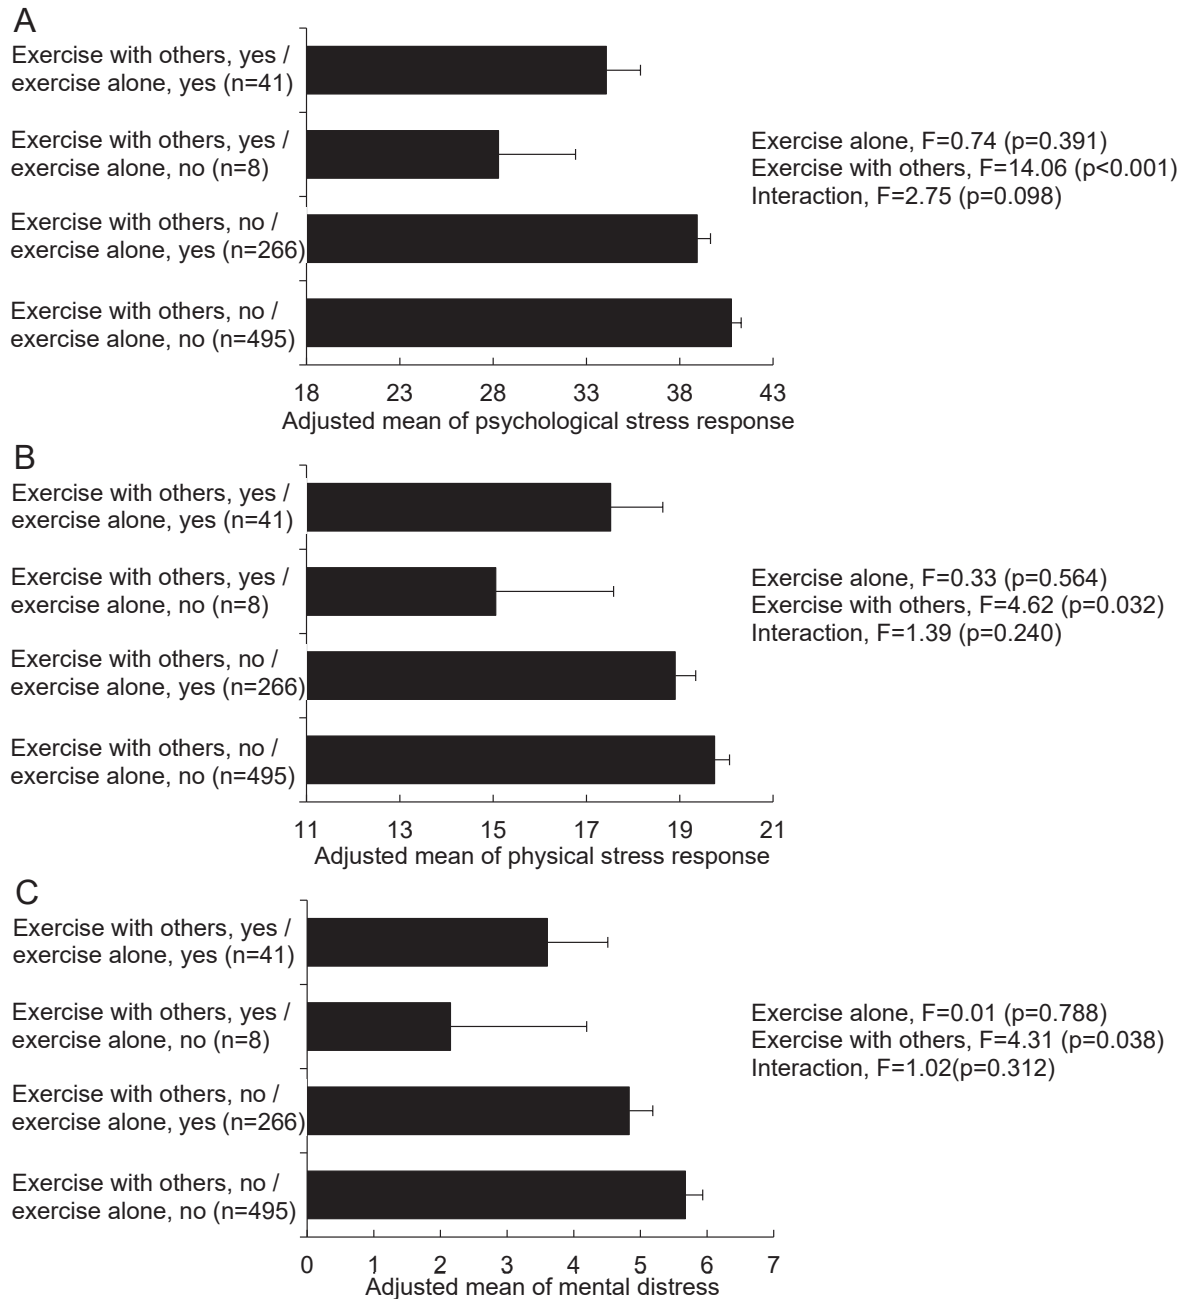 A
Exercise with others, yes /
exercise alone, yes (n=41)
Exercise with others, yes /
exercise alone, no (n=8)
Exercise with others, no /
exercise alone, yes (n=266)
Exercise with others, no /
exercise alone, no (n=495)
Exercise alone, F=0.74 (p=0.391)
Exercise with others, F=14.06 (p<0.001)
Interaction, F=2.75 (p=0.098)
18 23 28 33 38 43
Adjusted mean of psychological stress response
B
Exercise with others, yes /
exercise alone, yes (n=41)
Exercise with others, yes /
exercise alone, no (n=8)
Exercise with others, no /
exercise alone, yes (n=266)
Exercise with others, no /
exercise alone, no (n=495)
Exercise alone, F=0.33 (p=0.564)
Exercise with others, F=4.62 (p=0.032)
Interaction, F=1.39 (p=0.240)
11 13 15 17 19 21
Adjusted mean of physical stress response
C
Exercise with others, yes /
exercise alone, yes (n=41)
Exercise with others, yes /
exercise alone, no (n=8)
Exercise with others, no /
exercise alone, yes (n=266)
Exercise with others, no /
exercise alone, no (n=495)
Exercise alone, F=0.01 (p=0.788)
Exercise with others, F=4.31 (p=0.038)
Interaction, F=1.02(p=0.312)
0 1 2 3 4 5 6 7
Adjusted mean of mental distress